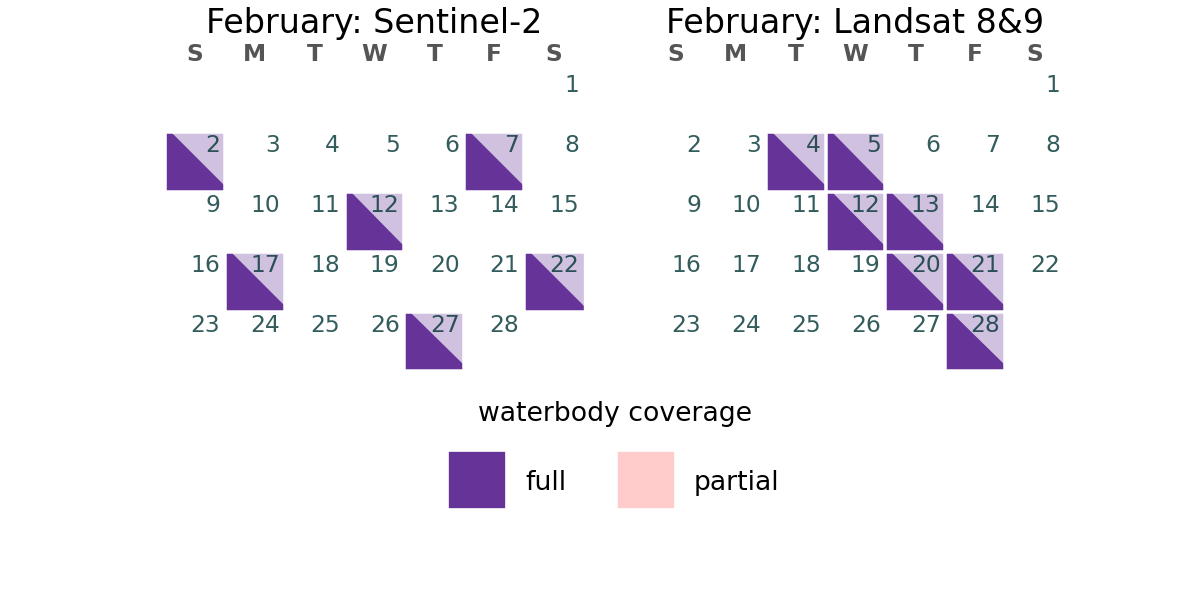 February: Sentinel-2
S M T W T F S
1
2 3 4 5 6 7 8
9 10 11 12 13 14 15
16 17 18 19 20 21 22
23 24 25 26 27 28
February: Landsat 8&9
S M T W T F S
1
2 3 4 5 6 7 8
9 10 11 12 13 14 15
16 17 18 19 20 21 22
23 24 25 26 27 28
waterbody coverage
full
partial